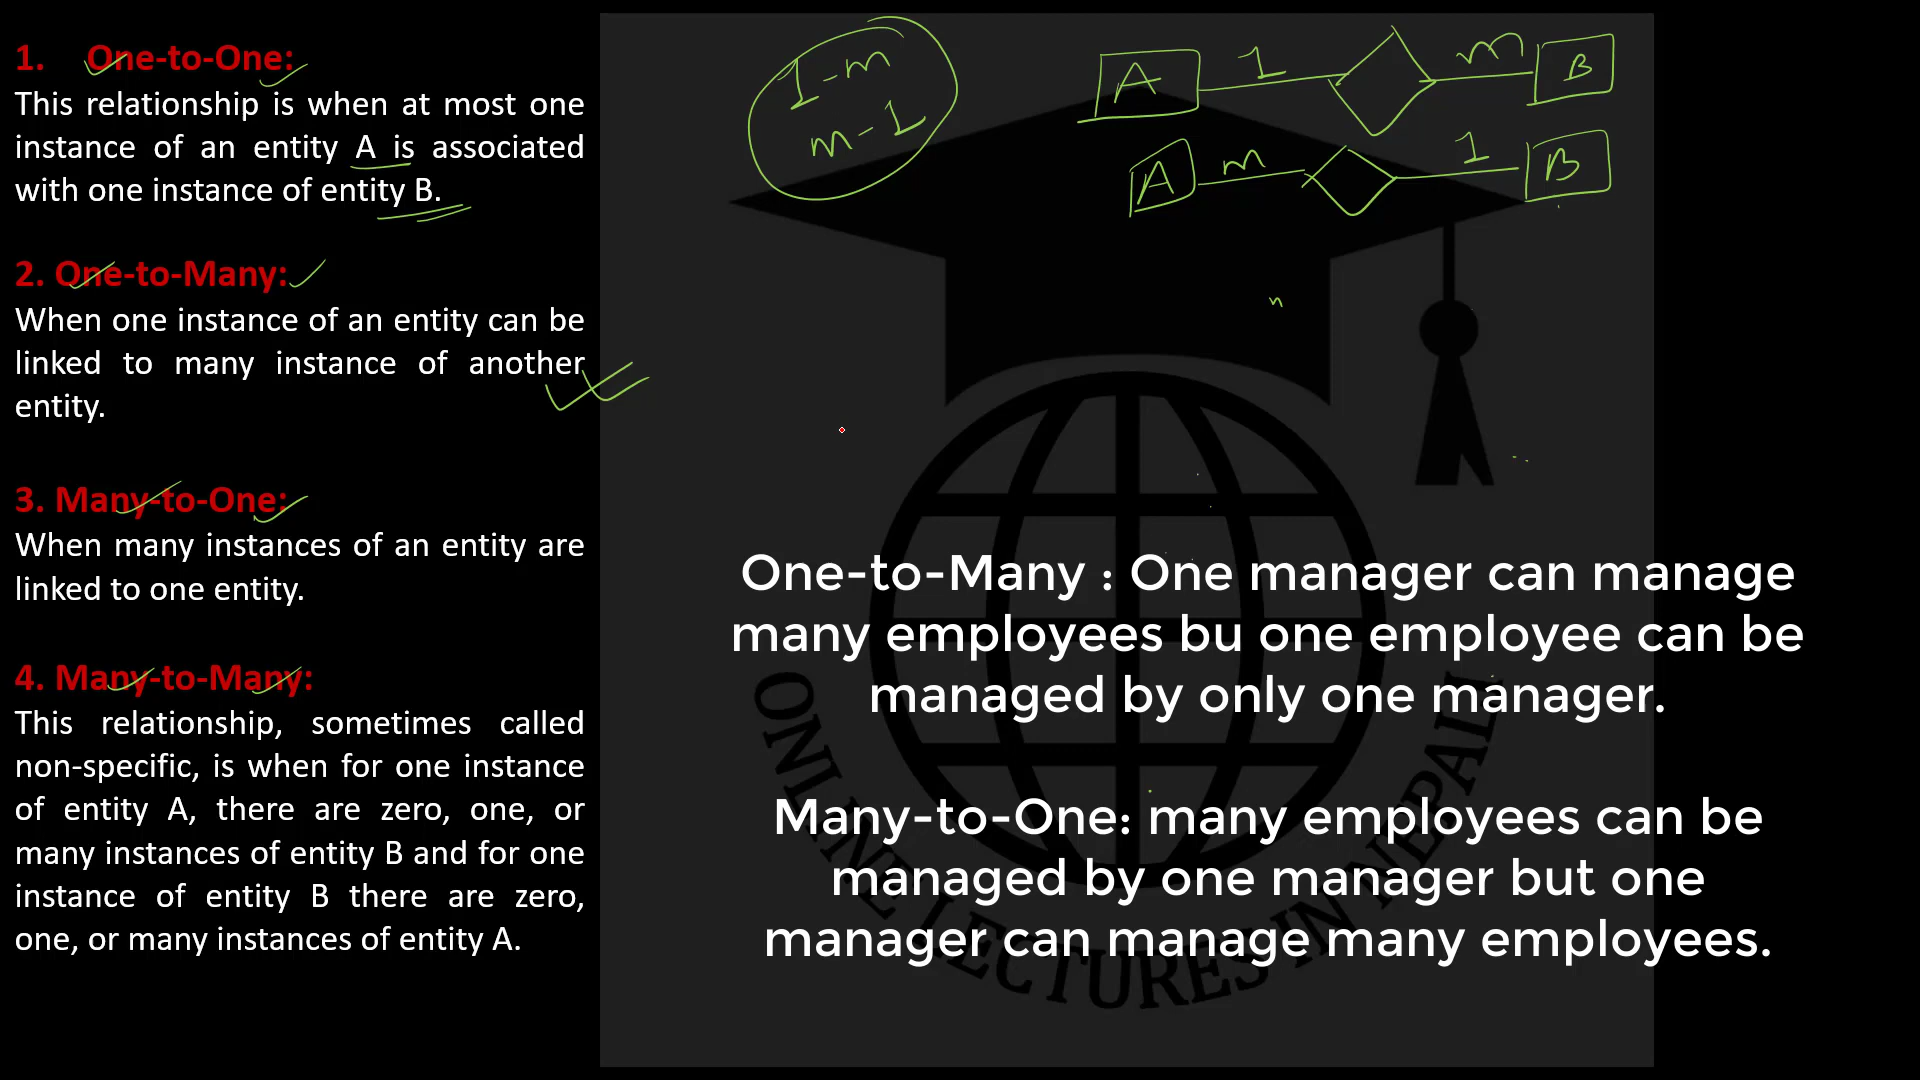 1. One-to-One:
This relationship is when at most one
instance of an entity A is associated
with one instance of entity B.
2. One-to-Many:
When one instance of an entity can be
linked to many instance of another
entity.
3. Many-to-One:
When many instances of an entity are
linked to one entity.
4. Many-to-Many:
This relationship, sometimes called
non-specific, is when for one instance
of entity A, there are zero, one, or
many instances of entity B and for one
instance of entity B there are zero,
one, or many instances of entity A.
1-m
m-1
A 1 m B
A m 1 B
n
One-to-Many : One manager can manage
many employees bu one employee can be
managed by only one manager.
Many-to-One: many employees can be
managed by one manager but one
manager can manage many employees.
ONLINE LECTURES IN NEPALI